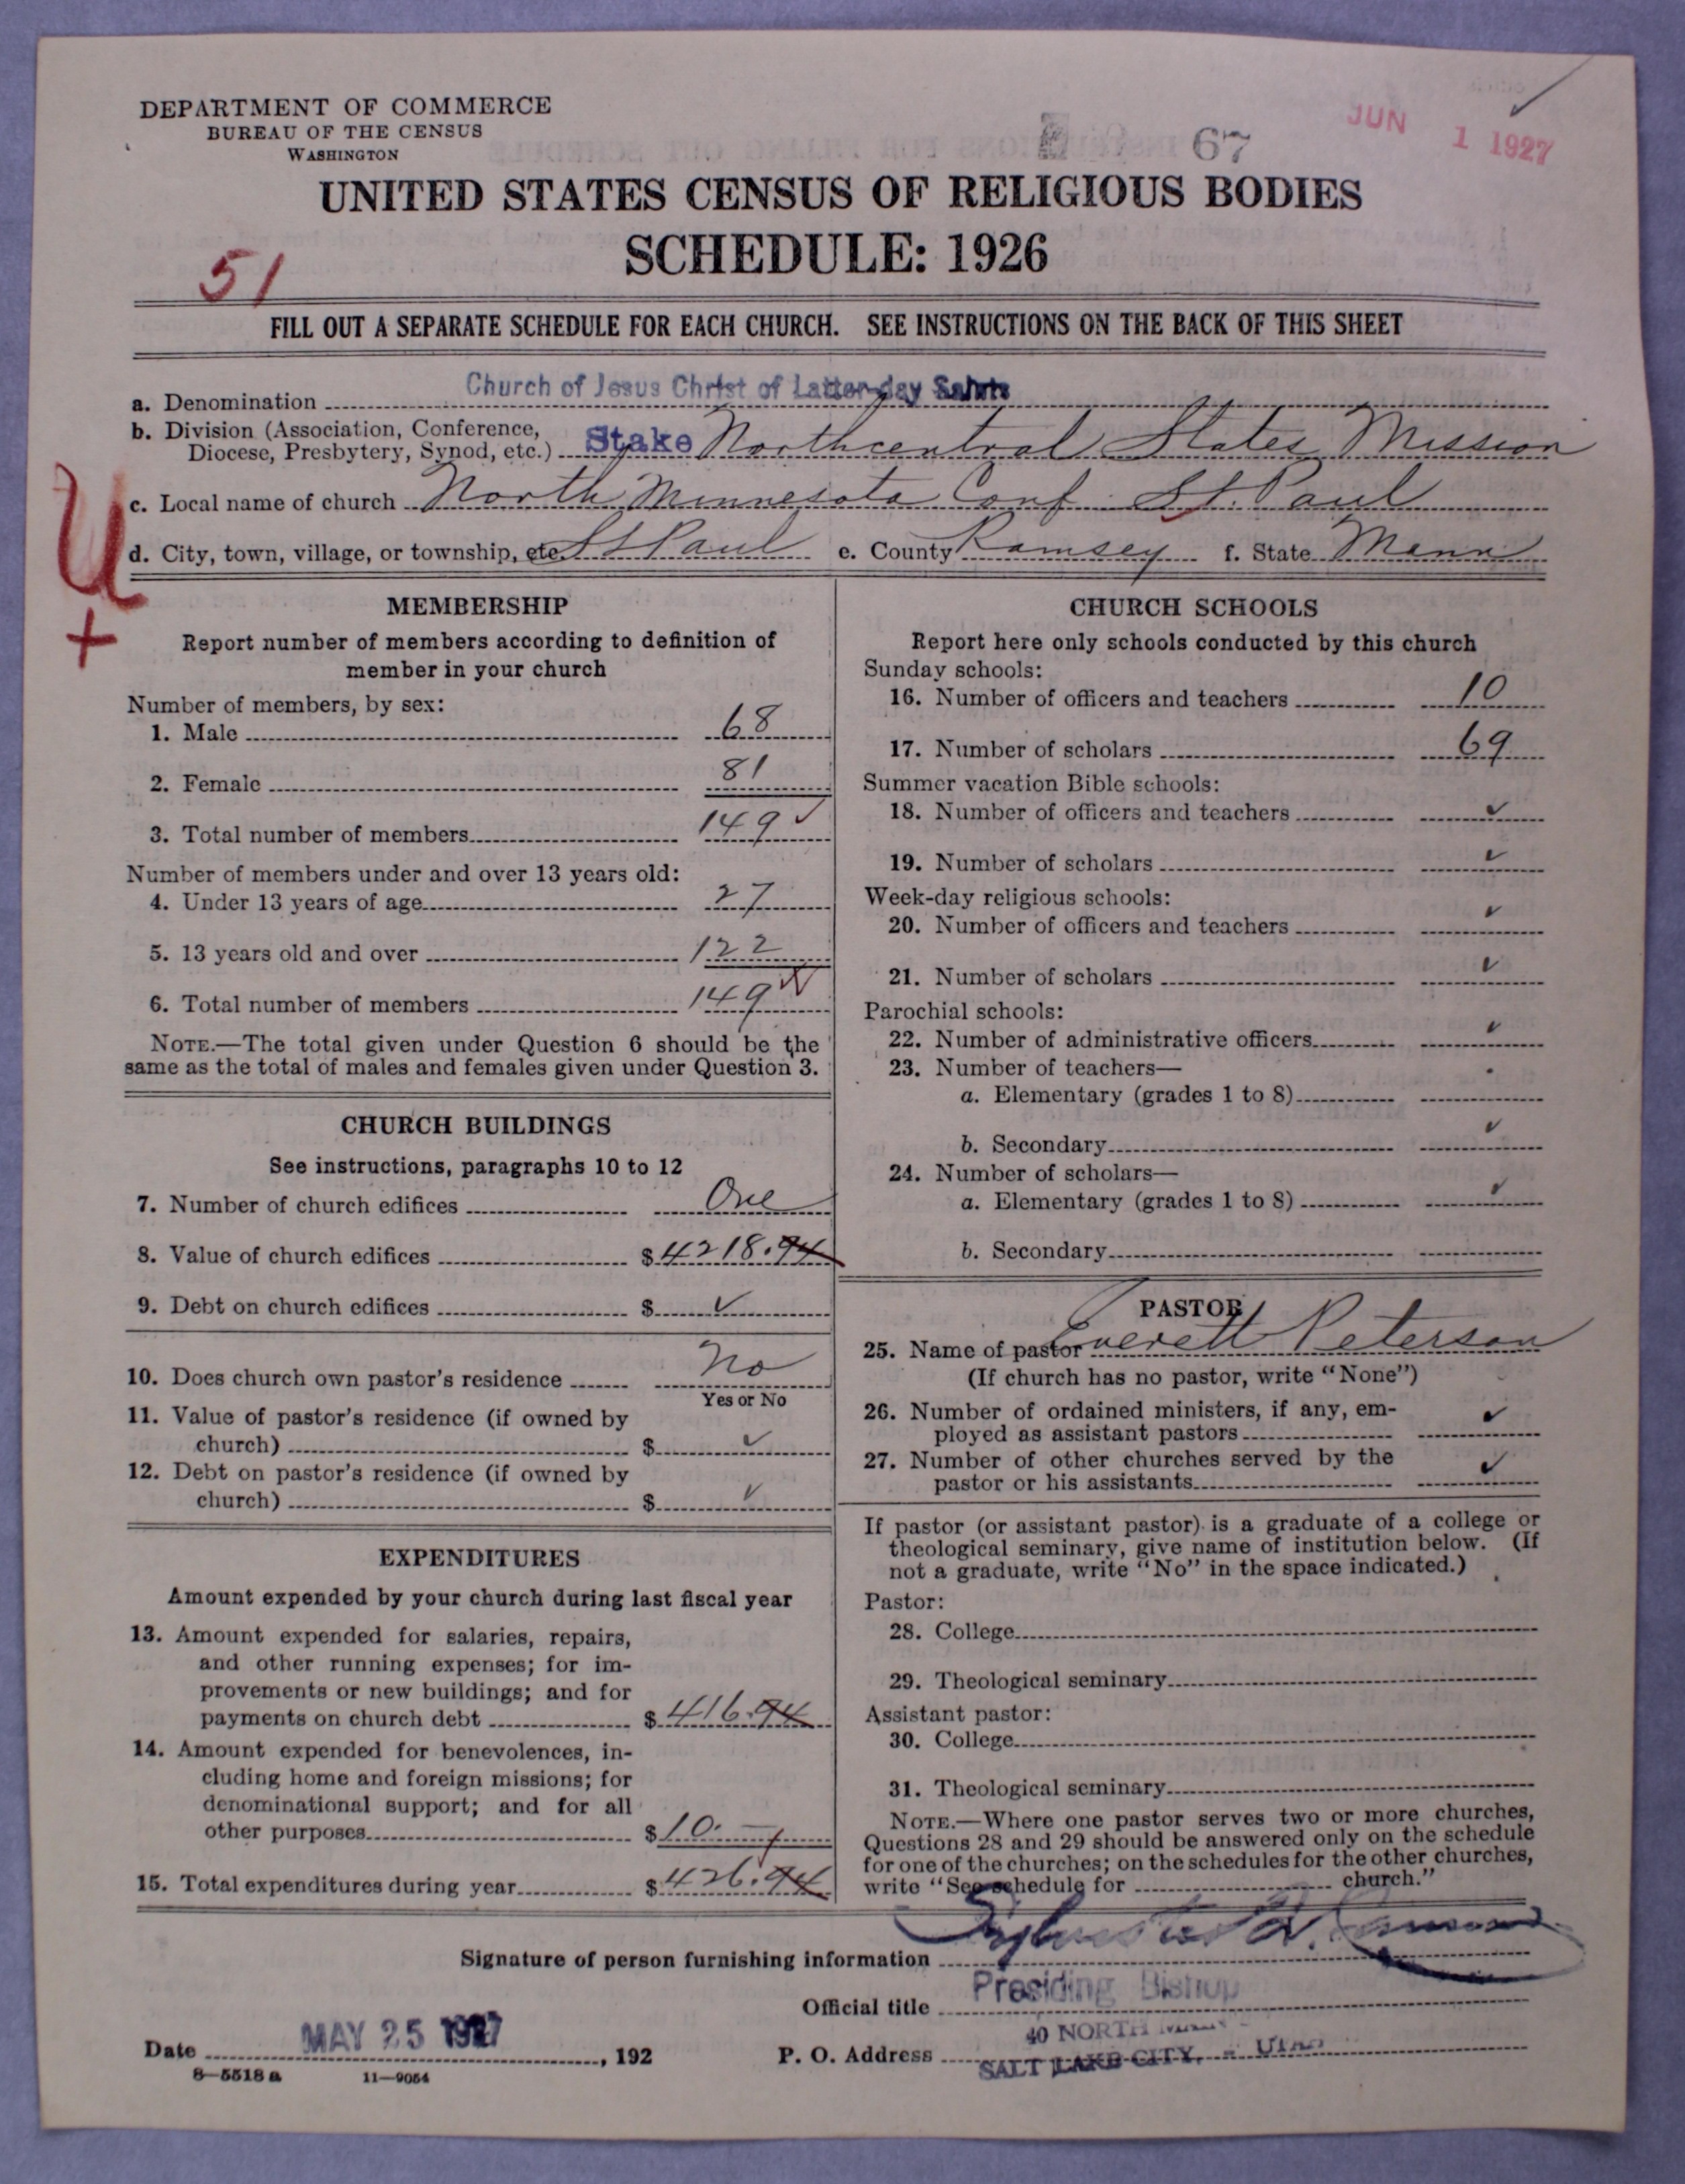 DEPARTMENT OF COMMERCE
BUREAU OF THE CENSUS
WASHINGTON
67
JUN 1 1927
UNITED STATES CENSUS OF RELIGIOUS BODIES
SCHEDULE: 1926
51
FILL OUT A SEPARATE SCHEDULE FOR EACH CHURCH. SEE INSTRUCTIONS ON THE BACK OF THIS SHEET
a. Denomination Church of Jesus Christ of Latter-day Saints
b. Division (Association, Conference,
Diocese, Presbytery, Synod, etc.) Stake Northcentral States Mission
c. Local name of church North Minnesota Conf. St. Paul
d. City, town, village, or township, etc. St Paul e. County Ramsey f. State Menn
U
+
MEMBERSHIP
Report number of members according to definition of
member in your church
Number of members, by sex:
1. Male 68
2. Female 81
3. Total number of members 149 ✓
Number of members under and over 13 years old:
4. Under 13 years of age 27
5. 13 years old and over 122
6. Total number of members 149
NOTE.—The total given under Question 6 should be the
same as the total of males and females given under Question 3.
CHURCH BUILDINGS
See instructions, paragraphs 10 to 12
7. Number of church edifices One
8. Value of church edifices $ 4218.94
9. Debt on church edifices $ ✓
10. Does church own pastor's residence No
Yes or No
11. Value of pastor's residence (if owned by
church) $ ✓
12. Debt on pastor's residence (if owned by
church) $ ✓
EXPENDITURES
Amount expended by your church during last fiscal year
13. Amount expended for salaries, repairs,
and other running expenses; for im-
provements or new buildings; and for
payments on church debt $ 416.94
14. Amount expended for benevolences, in-
cluding home and foreign missions; for
denominational support; and for all
other purposes $ 10.—
15. Total expenditures during year $ 426.94
CHURCH SCHOOLS
Report here only schools conducted by this church
Sunday schools:
16. Number of officers and teachers 10
17. Number of scholars 69
Summer vacation Bible schools:
18. Number of officers and teachers ✓
19. Number of scholars ✓
Week-day religious schools:
20. Number of officers and teachers ✓
21. Number of scholars ✓
Parochial schools:
22. Number of administrative officers ✓
23. Number of teachers—
a. Elementary (grades 1 to 8)
b. Secondary ✓
24. Number of scholars—
a. Elementary (grades 1 to 8) ✓
b. Secondary
PASTOR
25. Name of pastor Everett Peterson
(If church has no pastor, write "None")
26. Number of ordained ministers, if any, em-
ployed as assistant pastors ✓
27. Number of other churches served by the
pastor or his assistants ✓
If pastor (or assistant pastor) is a graduate of a college or
theological seminary, give name of institution below. (If
not a graduate, write "No" in the space indicated.)
Pastor:
28. College
29. Theological seminary
Assistant pastor:
30. College
31. Theological seminary
NOTE.—Where one pastor serves two or more churches,
Questions 28 and 29 should be answered only on the schedule
for one of the churches; on the schedules for the other churches,
write "See schedule for church."
Signature of person furnishing information Sylvester Q. Cannon
Official title Presiding Bishop
Date MAY 25 1927, 192
P. O. Address 40 NORTH MAIN
SALT LAKE CITY, UTAH
8—5518 a 11—9054